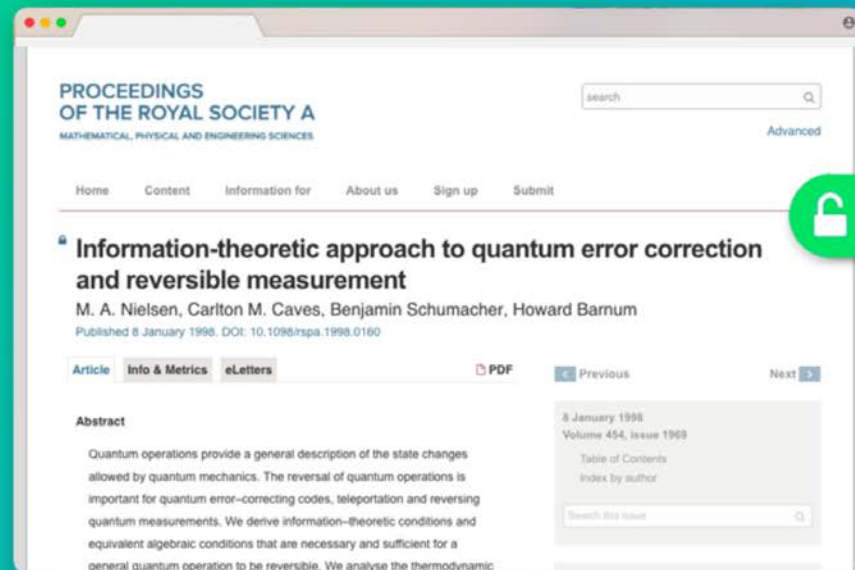 PROCEEDINGS
OF THE ROYAL SOCIETY A
MATHEMATICAL, PHYSICAL AND ENGINEERING SCIENCES
search
Advanced
Home Content Information for About us Sign up Submit
Information-theoretic approach to quantum error correction
and reversible measurement
M. A. Nielsen, Carlton M. Caves, Benjamin Schumacher, Howard Barnum
Published 8 January 1998. DOI: 10.1098/rspa.1998.0160
Article Info & Metrics eLetters PDF
Previous Next
Abstract
Quantum operations provide a general description of the state changes
allowed by quantum mechanics. The reversal of quantum operations is
important for quantum error–correcting codes, teleportation and reversing
quantum measurements. We derive information–theoretic conditions and
equivalent algebraic conditions that are necessary and sufficient for a
general quantum operation to be reversible. We analyse the thermodynamic
8 January 1998
Volume 454, issue 1969
Table of Contents
Index by author
Search this issue